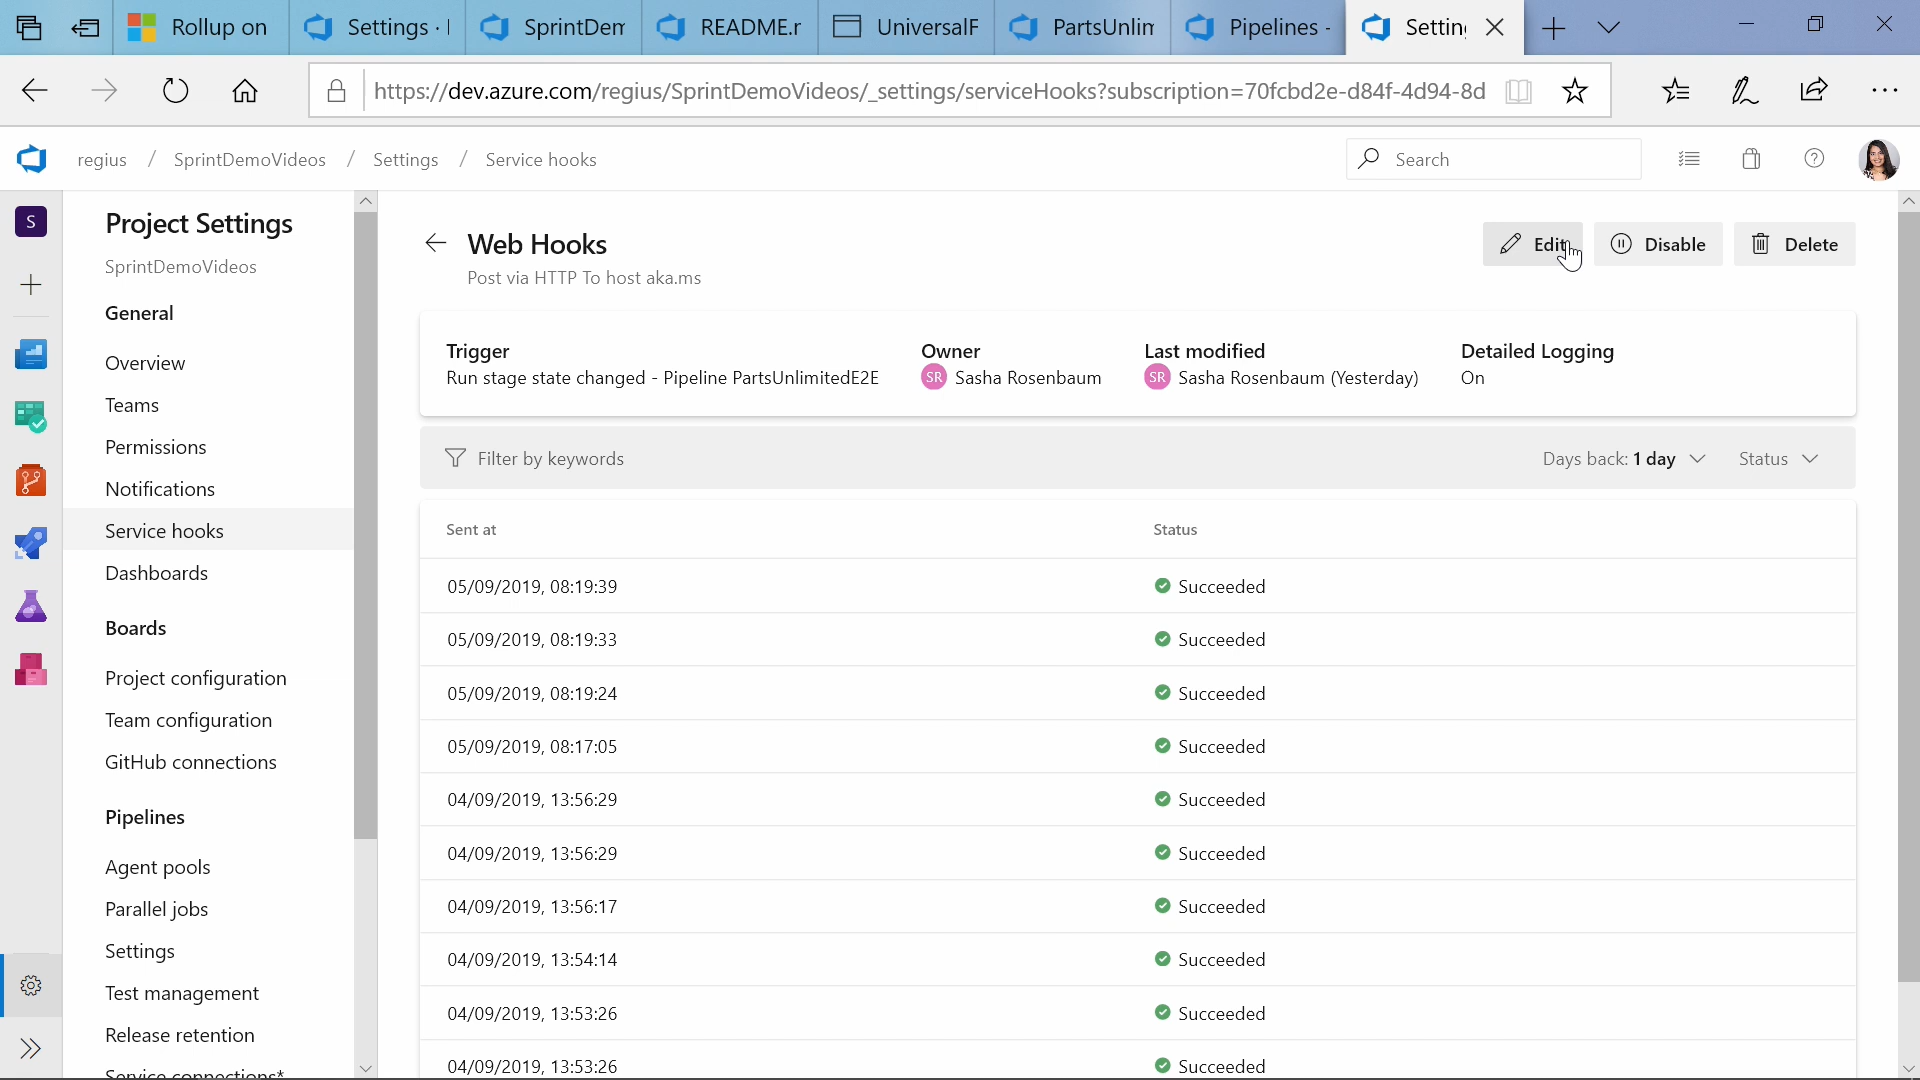 Rollup on
Settings ·
SprintDem
README.r
UniversalF
PartsUnlin
Pipelines -
Settin
https://dev.azure.com/regius/SprintDemoVideos/_settings/serviceHooks?subscription=70fcbd2e-d84f-4d94-8d
regius / SprintDemoVideos / Settings / Service hooks
Search
S
Project Settings
SprintDemoVideos
General
Overview
Teams
Permissions
Notifications
Service hooks
Dashboards
Boards
Project configuration
Team configuration
GitHub connections
Pipelines
Agent pools
Parallel jobs
Settings
Test management
Release retention
Service connections*
Web Hooks
Post via HTTP To host aka.ms
Edit
Disable
Delete
Trigger
Run stage state changed - Pipeline PartsUnlimitedE2E
Owner
SR Sasha Rosenbaum
Last modified
SR Sasha Rosenbaum (Yesterday)
Detailed Logging
On
Filter by keywords
Days back: 1 day
Status
Sent at Status
05/09/2019, 08:19:39 Succeeded
05/09/2019, 08:19:33 Succeeded
05/09/2019, 08:19:24 Succeeded
05/09/2019, 08:17:05 Succeeded
04/09/2019, 13:56:29 Succeeded
04/09/2019, 13:56:29 Succeeded
04/09/2019, 13:56:17 Succeeded
04/09/2019, 13:54:14 Succeeded
04/09/2019, 13:53:26 Succeeded
04/09/2019, 13:53:26 Succeeded